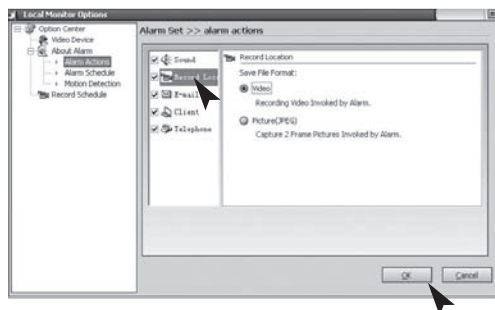 Local Monitor Options
Option Center
Video Device
About Alarm
Alarm Actions
Alarm Schedule
Motion Detection
Record Schedule
Alarm Set >> alarm actions
Sound
Record Loc
E-mail
Client
Telephone
Record Location
Save File Format:
Video
Recording Video Invoked by Alarm.
Picture(JPEG)
Capture 2 Frame Pictures Invoked by Alarm.
OK
Cancel